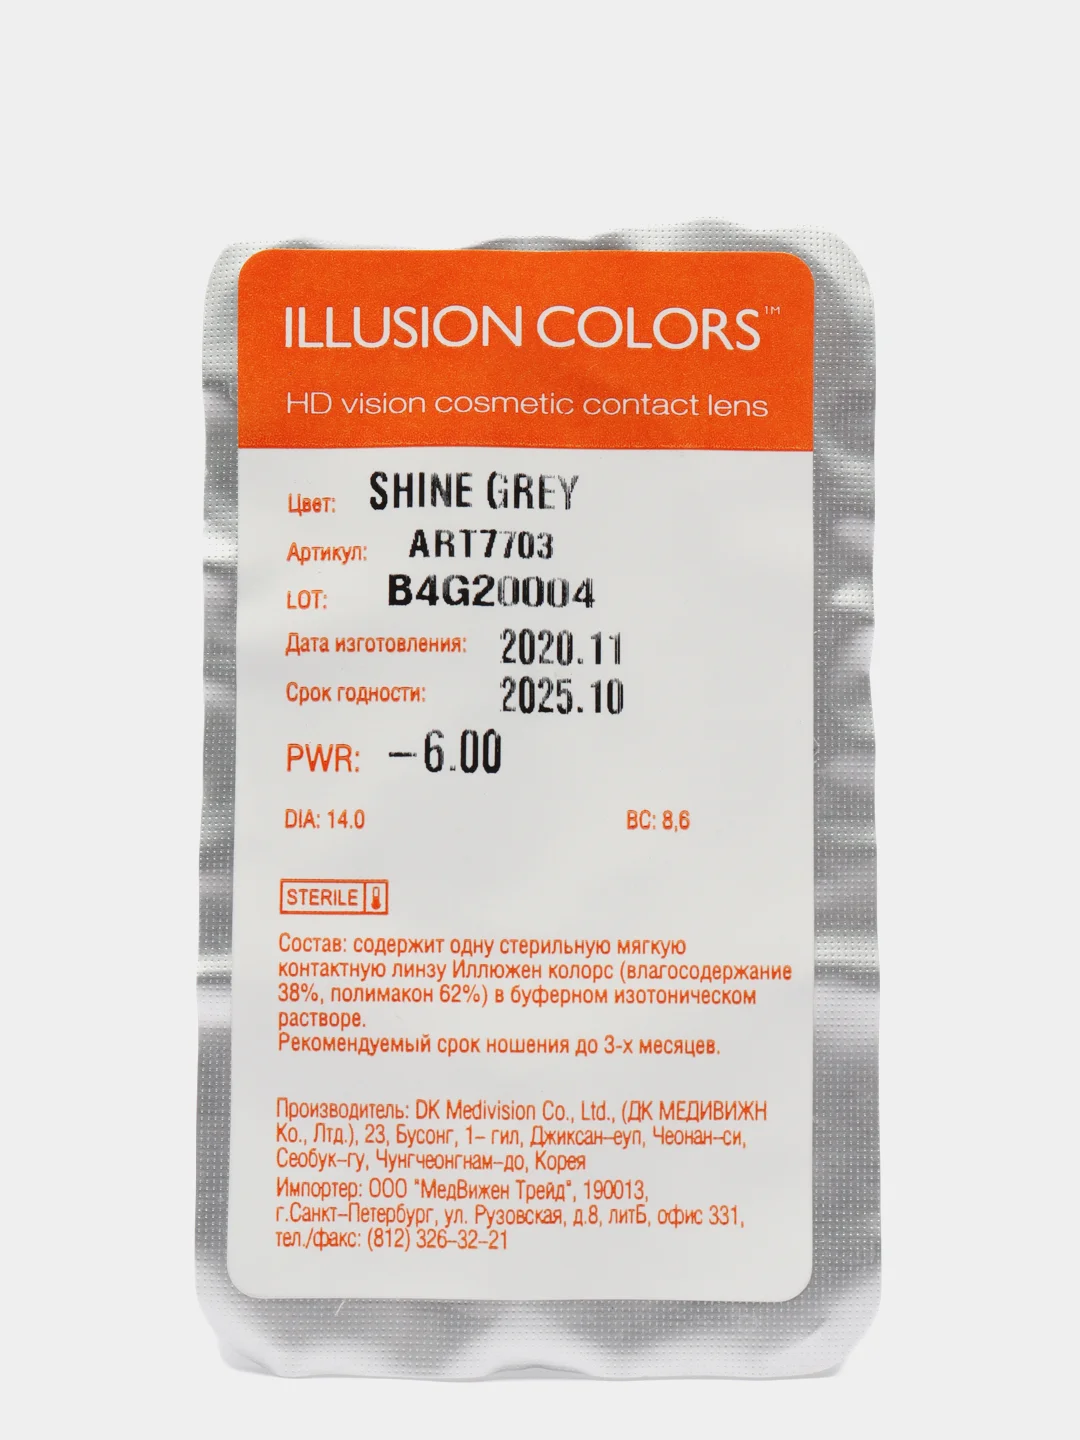 ILLUSION COLORS™
HD vision cosmetic contact lens
Цвет: SHINE GREY
Артикул: ART7703
LOT: B4G20004
Дата изготовления: 2020.11
Срок годности: 2025.10
PWR: –6.00
DIA: 14.0 BC: 8,6
STERILE
Состав: содержит одну стерильную мягкую
контактную линзу Иллюжен колорс (влагосодержание
38%, полимакон 62%) в буферном изотоническом
растворе.
Рекомендуемый срок ношения до 3-х месяцев.
Производитель: DK Medivision Co., Ltd., (ДК МЕДИВИЖН
Ко., Лтд.), 23, Бусонг, 1– гил, Джиксан–еуп, Чеонан–си,
Сеобук–гу, Чунгчеонгнам–до, Корея
Импортер: ООО "МедВижен Трейд", 190013,
г.Санкт–Петербург, ул. Рузовская, д.8, литБ, офис 331,
тел./факс: (812) 326–32–21